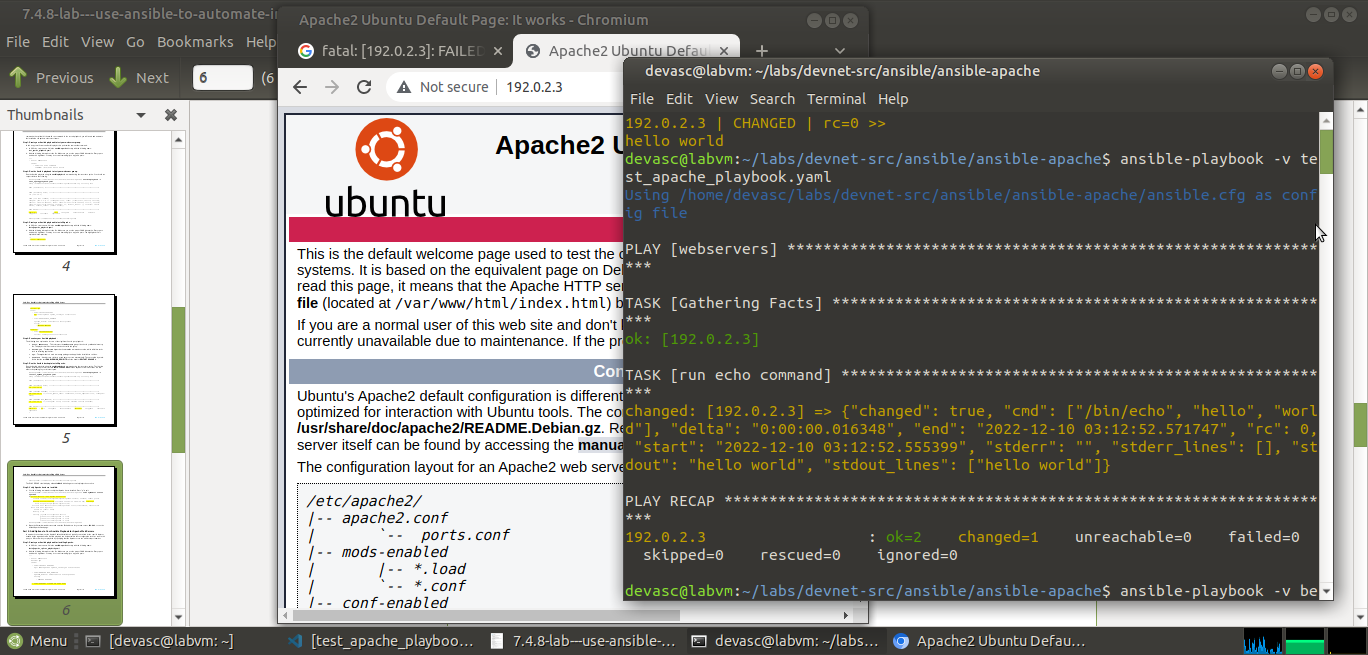 7.4.8-lab---use-ansible-to-automate-in
File Edit View Go Bookmarks Help
Previous Next 6 (6
Thumbnails
4
5
6
Apache2 Ubuntu Default Page: It works - Chromium
fatal: [192.0.2.3]: FAILED
Apache2 Ubuntu Defau
Not secure | 192.0.2.3
ubuntu
Apache2 U
This is the default welcome page used to test the c
systems. It is based on the equivalent page on De
read this page, it means that the Apache HTTP se
file (located at /var/www/html/index.html) b
If you are a normal user of this web site and don't
currently unavailable due to maintenance. If the pr
Con
Ubuntu's Apache2 default configuration is different
optimized for interaction with Ubuntu tools. The co
/usr/share/doc/apache2/README.Debian.gz. Re
server itself can be found by accessing the manua
The configuration layout for an Apache2 web serve
/etc/apache2/
|-- apache2.conf
|       `--  ports.conf
|-- mods-enabled
|       |-- *.load
|       `-- *.conf
|-- conf-enabled
devasc@labvm: ~/labs/devnet-src/ansible/ansible-apache
File Edit View Search Terminal Help
192.0.2.3 | CHANGED | rc=0 >>
hello world
devasc@labvm:~/labs/devnet-src/ansible/ansible-apache$ ansible-playbook -v te
st_apache_playbook.yaml
Using /home/devasc/labs/devnet-src/ansible/ansible-apache/ansible.cfg as conf
ig file
PLAY [webservers] ***********************************************************
***
TASK [Gathering Facts] ******************************************************
***
ok: [192.0.2.3]
TASK [run echo command] *****************************************************
***
changed: [192.0.2.3] => {"changed": true, "cmd": ["/bin/echo", "hello", "worl
d"], "delta": "0:00:00.016348", "end": "2022-12-10 03:12:52.571747", "rc": 0,
 "start": "2022-12-10 03:12:52.555399", "stderr": "", "stderr_lines": [], "st
dout": "hello world", "stdout_lines": ["hello world"]}
PLAY RECAP ******************************************************************
***
192.0.2.3                  : ok=2    changed=1    unreachable=0    failed=0
  skipped=0    rescued=0    ignored=0
devasc@labvm:~/labs/devnet-src/ansible/ansible-apache$ ansible-playbook -v be
Menu
[devasc@labvm: ~]
[test_apache_playboo...
7.4.8-lab---use-ansible-...
devasc@labvm: ~/labs...
Apache2 Ubuntu Defau...